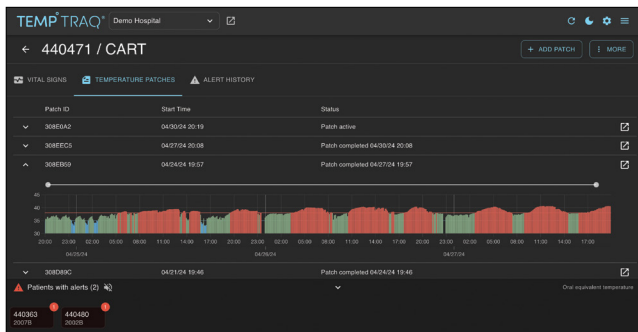 TEMP°TRAQ® Demo Hospital
440471 / CART + ADD PATCH MORE
VITAL SIGNS TEMPERATURE PATCHES ALERT HISTORY
Patch ID Start Time Status
308E0A2 04/30/24 20:19 Patch active
308EEC5 04/27/24 20:08 Patch completed 04/30/24 20:08
308EB59 04/24/24 19:57 Patch completed 04/27/24 19:57
45
40
35
30
20:00 23:00 02:00 05:00 08:00 11:00 14:00 17:00 20:00 23:00 02:00 05:00 08:00 11:00 14:00 17:00 20:00 23:00 02:00 05:00 08:00 11:00 14:00 17:00
04/25/24 04/26/24 04/27/24
308D89C 04/21/24 19:46 Patch completed 04/24/24 19:46
Patients with alerts (2) Oral equivalent temperature
440363 1 440480 1
2007B 3002B